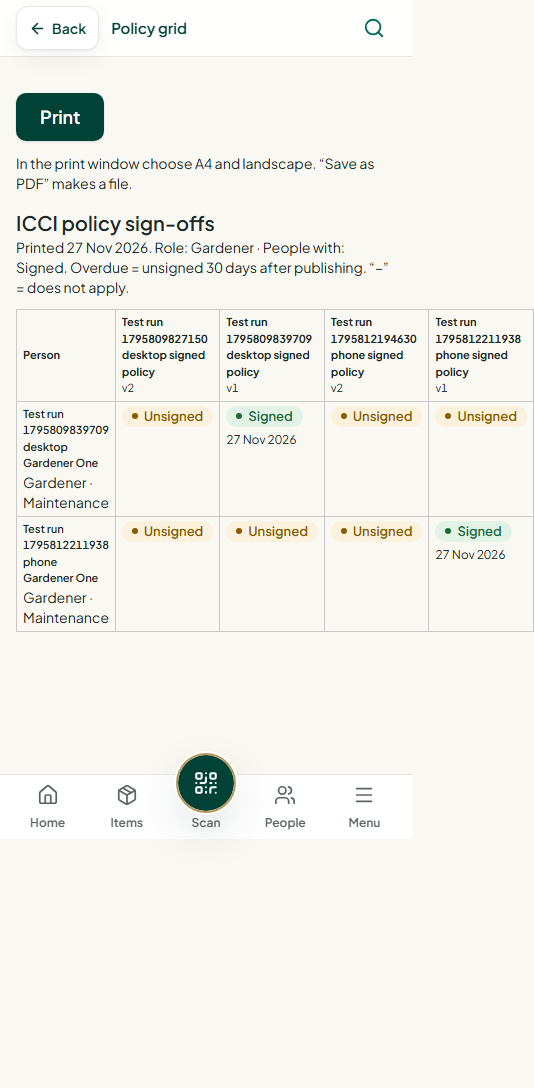 Back
Policy grid
Print
In the print window choose A4 and landscape. “Save as
PDF” makes a file.
ICCI policy sign-offs
Printed 27 Nov 2026. Role: Gardener · People with:
Signed. Overdue = unsigned 30 days after publishing. “–”
= does not apply.
Person
Test run
1795809827150
desktop signed
policy
v2
Test run
1795809839709
desktop signed
policy
v1
Test run
1795812194630
phone signed
policy
v2
Test run
1795812211938
phone signed
policy
v1
Test run
1795809839709
desktop
Gardener One
Gardener ·
Maintenance
Unsigned
Signed
27 Nov 2026
Unsigned
Unsigned
Test run
1795812211938
phone
Gardener One
Gardener ·
Maintenance
Unsigned
Unsigned
Unsigned
Signed
27 Nov 2026
Home
Items
Scan
People
Menu